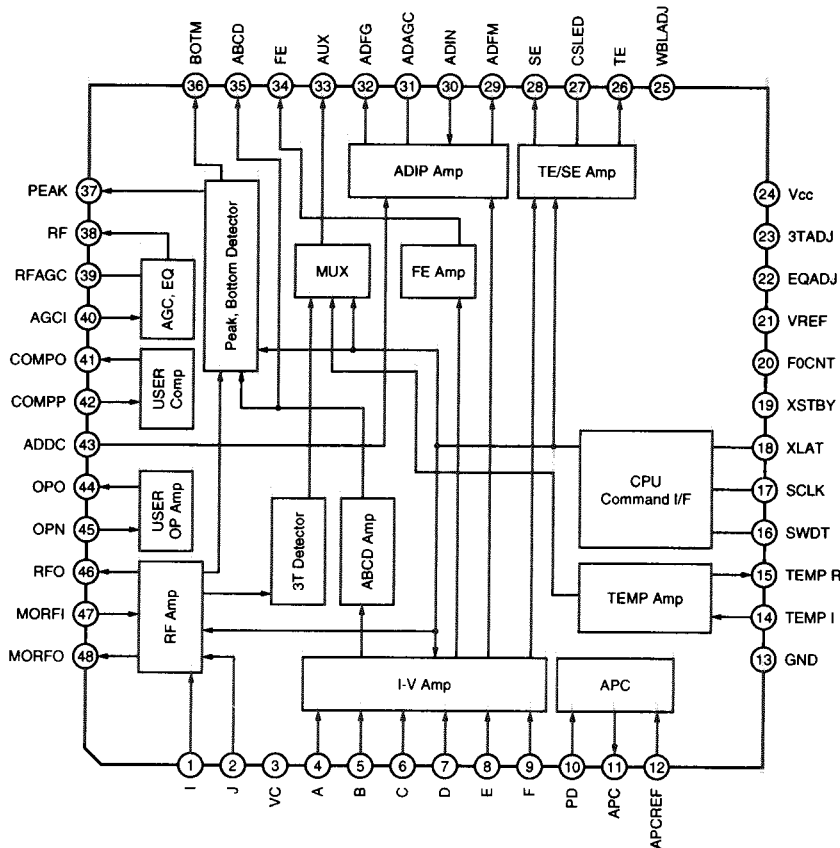 BOTM
ABCD
FE
AUX
ADFG
ADAGC
ADIN
ADFM
SE
CSLED
TE
WBLADJ
36
35
34
33
32
31
30
29
28
27
26
25
PEAK
37
RF
38
RFAGC
39
AGCI
40
COMPO
41
COMPP
42
ADDC
43
OPO
44
OPN
45
RFO
46
MORFI
47
MORFO
48
24
Vcc
23
3TADJ
22
EQADJ
21
VREF
20
F0CNT
19
XSTBY
18
XLAT
17
SCLK
16
SWDT
15
TEMP R
14
TEMP I
13
GND
ADIP Amp
TE/SE Amp
Peak, Bottom Detector
AGC, EQ
MUX
FE Amp
USER
Comp
USER
OP Amp
CPU
Command I/F
3T Detector
ABCD Amp
RF Amp
TEMP Amp
I-V Amp
APC
1
2
3
4
5
6
7
8
9
10
11
12
I
J
VC
A
B
C
D
E
F
PD
APC
APCREF